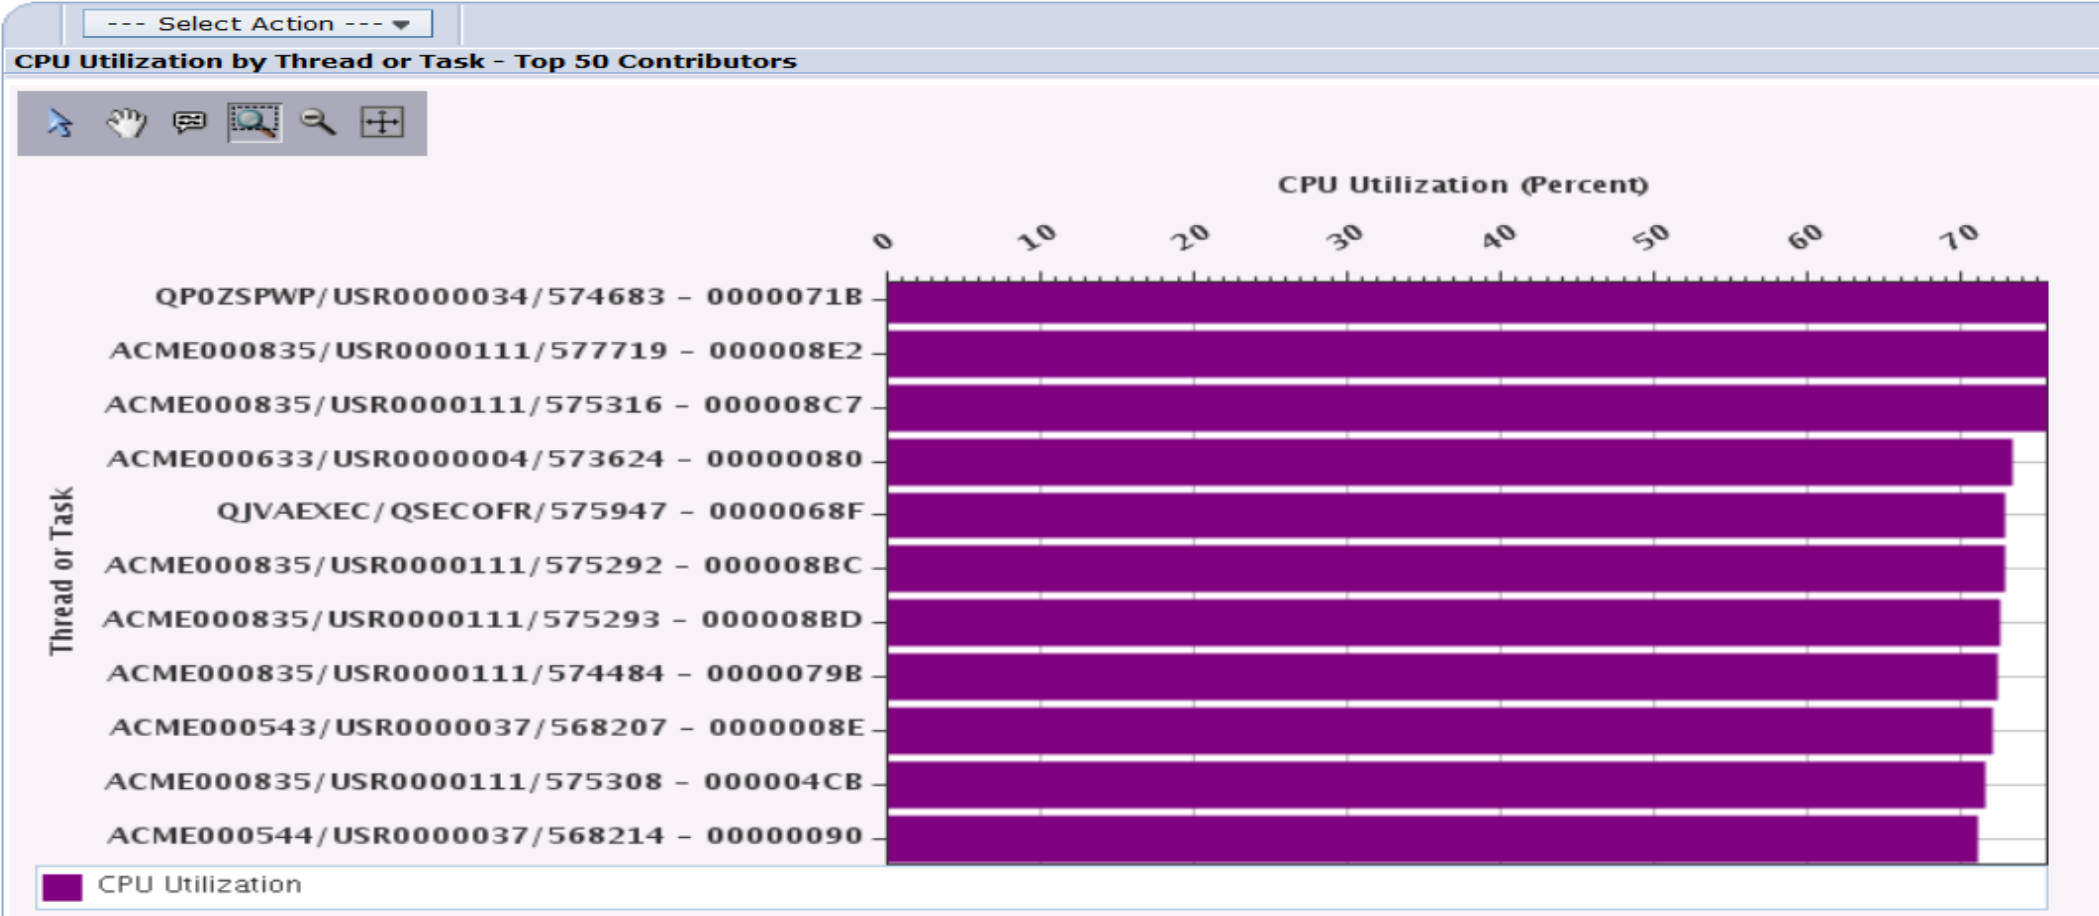 --- Select Action ---
CPU Utilization by Thread or Task - Top 50 Contributors
CPU Utilization (Percent)
0 10 20 30 40 50 60 70
Thread or Task
QP0ZSPWP/USR0000034/574683 - 0000071B
ACME000835/USR0000111/577719 - 000008E2
ACME000835/USR0000111/575316 - 000008C7
ACME000633/USR0000004/573624 - 00000080
QJVAEXEC/QSECOFR/575947 - 0000068F
ACME000835/USR0000111/575292 - 000008BC
ACME000835/USR0000111/575293 - 000008BD
ACME000835/USR0000111/574484 - 0000079B
ACME000543/USR0000037/568207 - 0000008E
ACME000835/USR0000111/575308 - 000004CB
ACME000544/USR0000037/568214 - 00000090
CPU Utilization